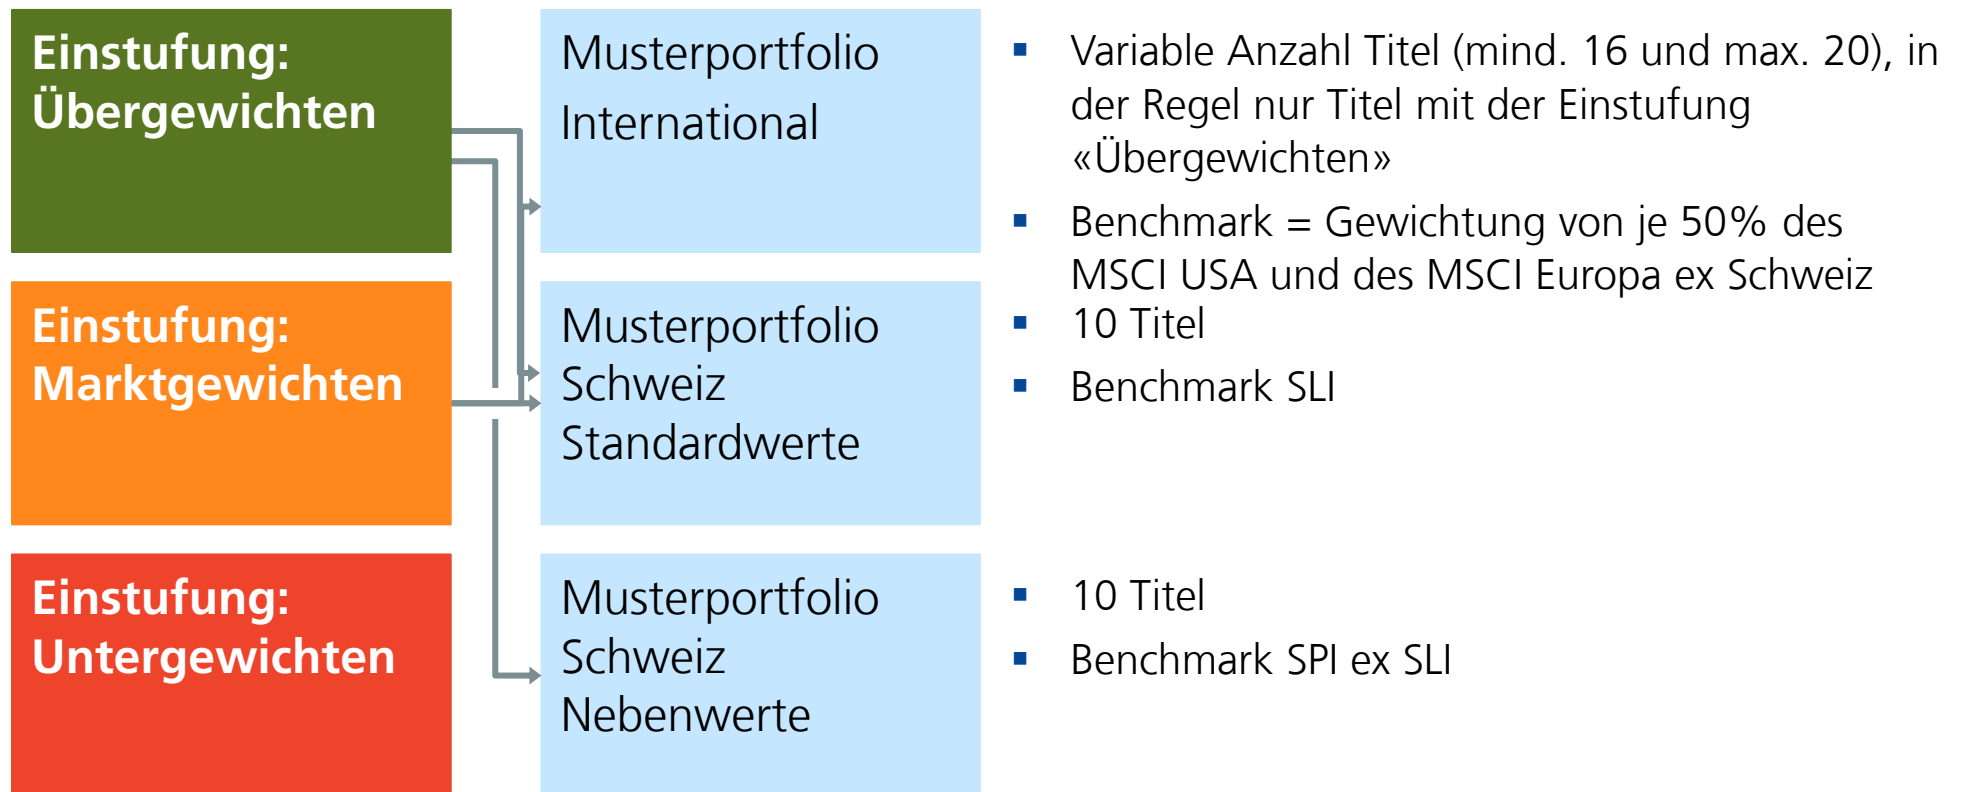 Einstufung:
Übergewichten
Musterportfolio
International
▪ Variable Anzahl Titel (mind. 16 und max. 20), in
der Regel nur Titel mit der Einstufung
«Übergewichten»
▪ Benchmark = Gewichtung von je 50% des
MSCI USA und des MSCI Europa ex Schweiz
Einstufung:
Marktgewichten
Musterportfolio
Schweiz
Standardwerte
▪ 10 Titel
▪ Benchmark SLI
Einstufung:
Untergewichten
Musterportfolio
Schweiz
Nebenwerte
▪ 10 Titel
▪ Benchmark SPI ex SLI